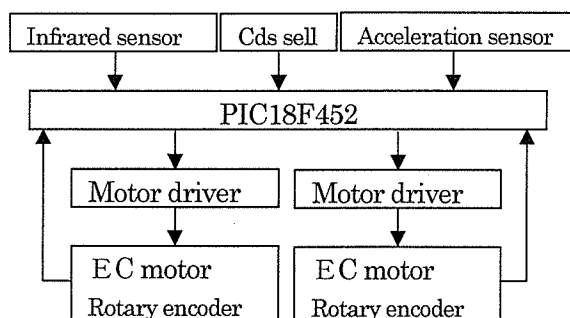 Infrared sensor
Cds sell
Acceleration sensor
PIC18F452
Motor driver
Motor driver
EC motor
Rotary encoder
EC motor
Rotary encoder